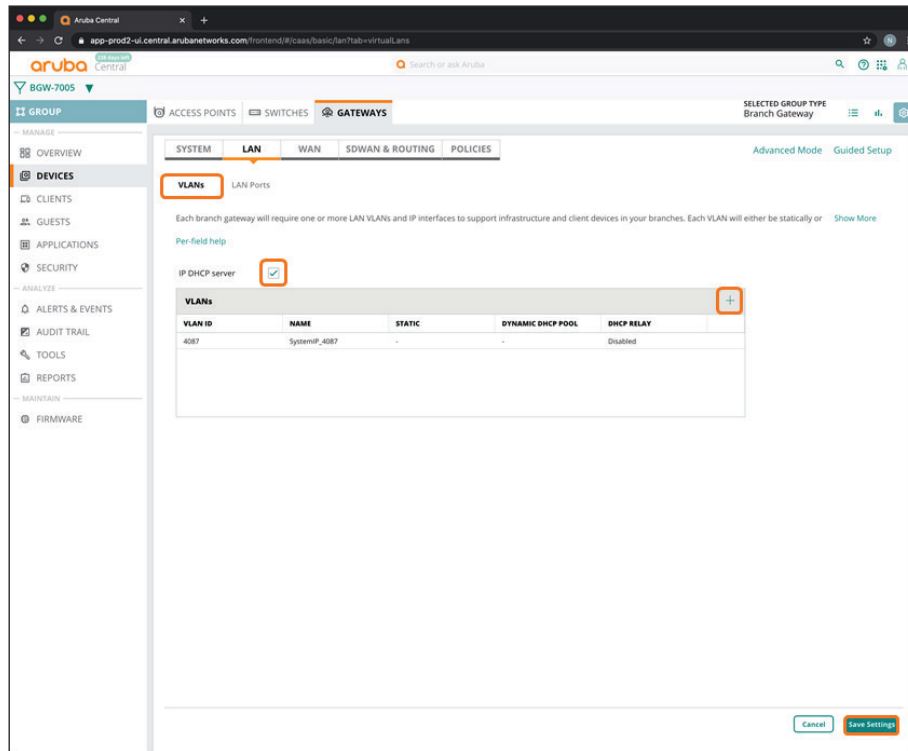 Aruba Central
app-prod2-ui.central.arubanetworks.com/frontend/#/caas/basic/lan?tab=virtualLans
N
aruba Central
Search or ask Aruba
BGW-7005
GROUP
ACCESS POINTS SWITCHES GATEWAYS
SELECTED GROUP TYPE
Branch Gateway
MANAGE
OVERVIEW
DEVICES
CLIENTS
GUESTS
APPLICATIONS
SECURITY
ANALYZE
ALERTS & EVENTS
AUDIT TRAIL
TOOLS
REPORTS
MAINTAIN
FIRMWARE
SYSTEM LAN WAN SDWAN & ROUTING POLICIES
Advanced Mode Guided Setup
VLANs LAN Ports
Each branch gateway will require one or more LAN VLANs and IP interfaces to support infrastructure and client devices in your branches. Each VLAN will either be statically or Show More
Per-field help
IP DHCP server
VLANs +
VLAN ID NAME STATIC DYNAMIC DHCP POOL DHCP RELAY
4087 SystemIP_4087 - - Disabled
Cancel Save Settings